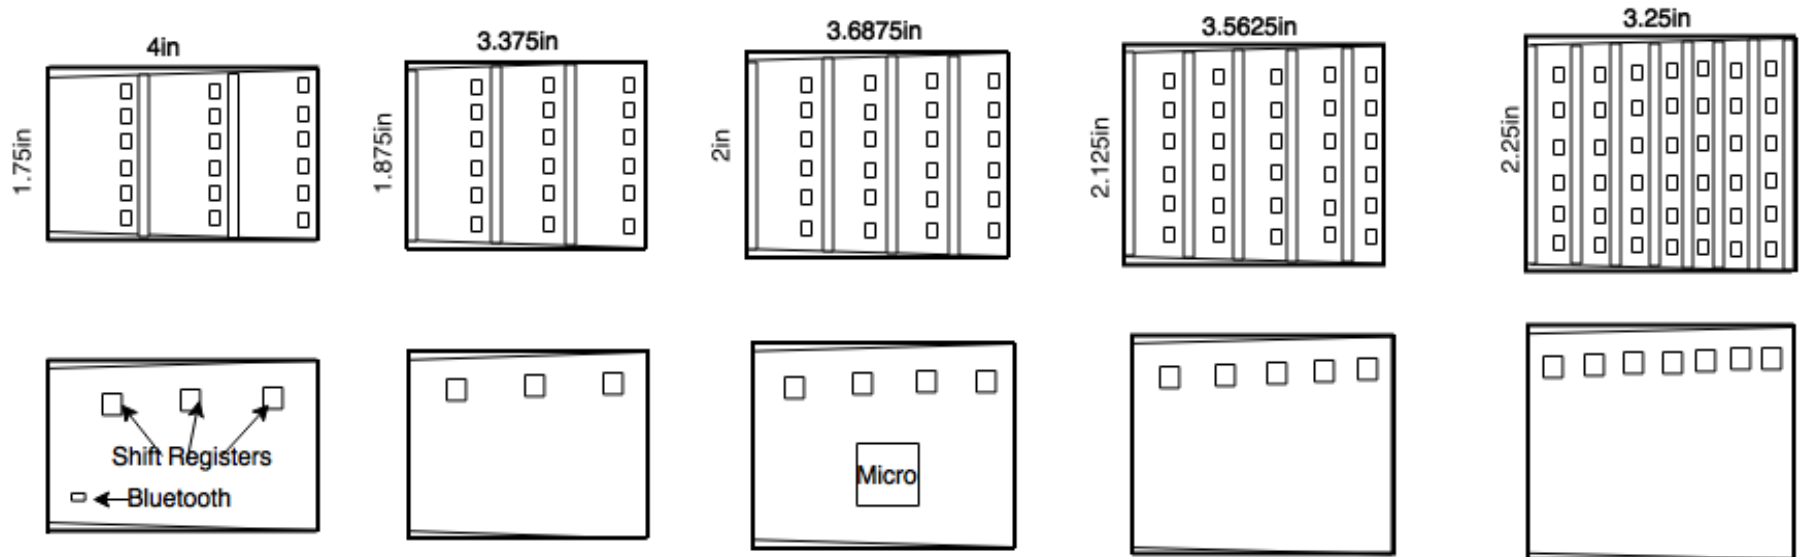 4in
3.375in
3.6875in
3.5625in
3.25in
1.75in
1.875in
2in
2.125in
2.25in
Shift Registers
Bluetooth
Micro